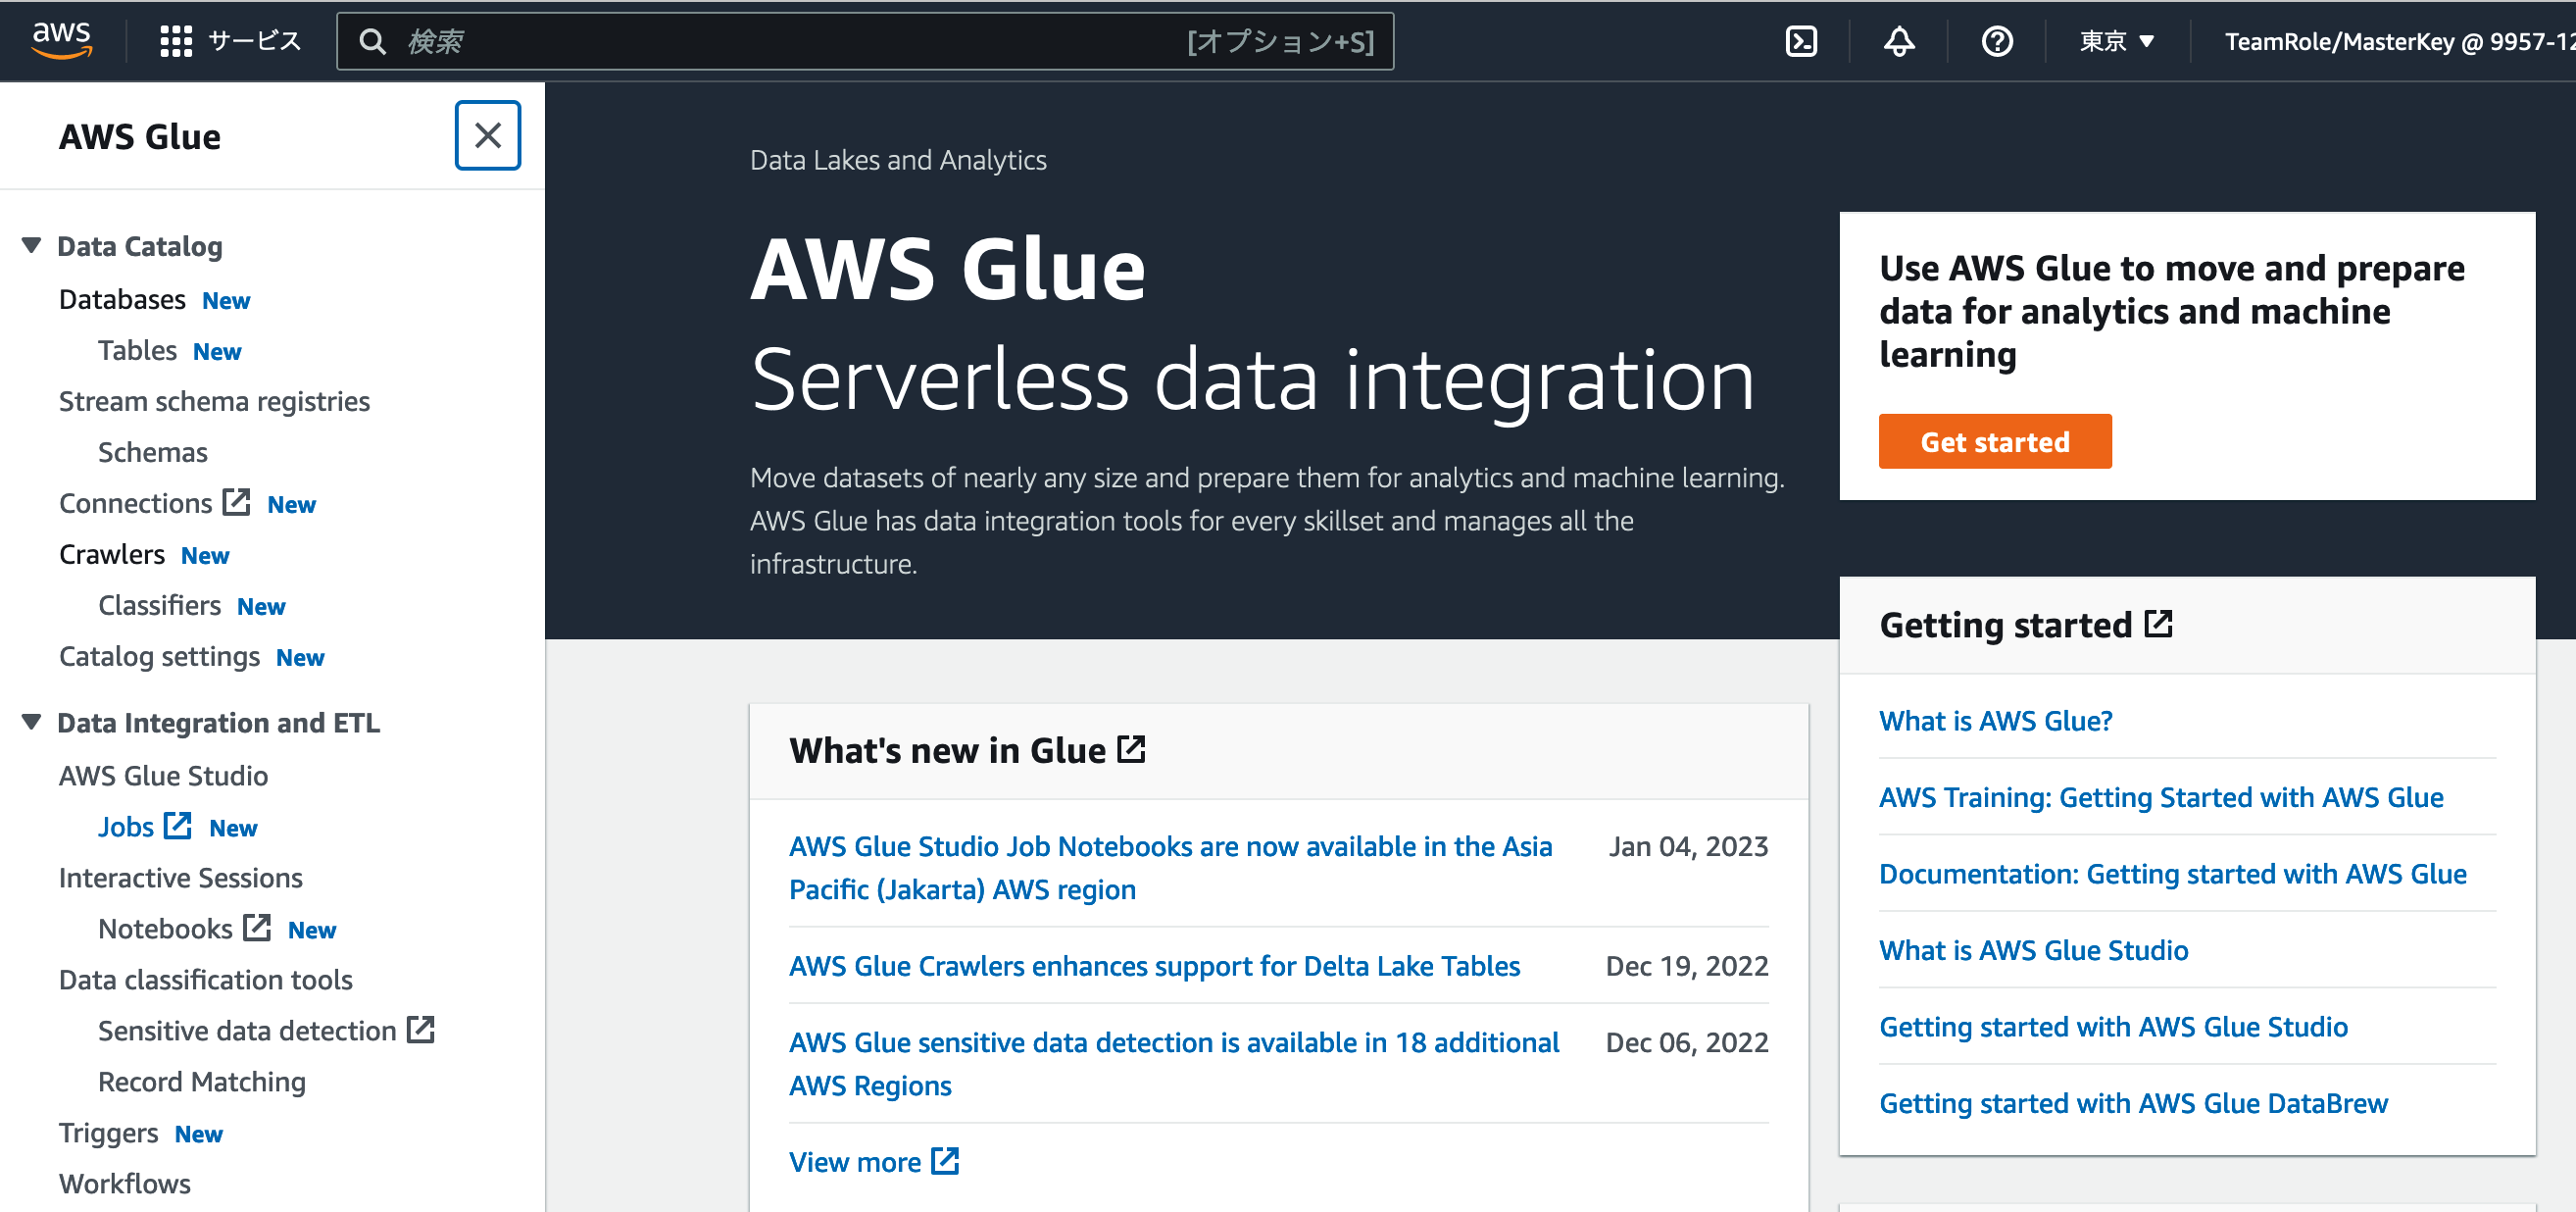 aws
サービス
検索
[オプション+S]
東京
TeamRole/MasterKey @ 9957-12
AWS Glue
Data Catalog
Databases New
Tables New
Stream schema registries
Schemas
Connections New
Crawlers New
Classifiers New
Catalog settings New
Data Integration and ETL
AWS Glue Studio
Jobs New
Interactive Sessions
Notebooks New
Data classification tools
Sensitive data detection
Record Matching
Triggers New
Workflows
Data Lakes and Analytics
AWS Glue
Serverless data integration
Move datasets of nearly any size and prepare them for analytics and machine learning.
AWS Glue has data integration tools for every skillset and manages all the
infrastructure.
Use AWS Glue to move and prepare
data for analytics and machine
learning
Get started
What's new in Glue
AWS Glue Studio Job Notebooks are now available in the Asia
Pacific (Jakarta) AWS region
Jan 04, 2023
AWS Glue Crawlers enhances support for Delta Lake Tables
Dec 19, 2022
AWS Glue sensitive data detection is available in 18 additional
AWS Regions
Dec 06, 2022
View more
Getting started
What is AWS Glue?
AWS Training: Getting Started with AWS Glue
Documentation: Getting started with AWS Glue
What is AWS Glue Studio
Getting started with AWS Glue Studio
Getting started with AWS Glue DataBrew